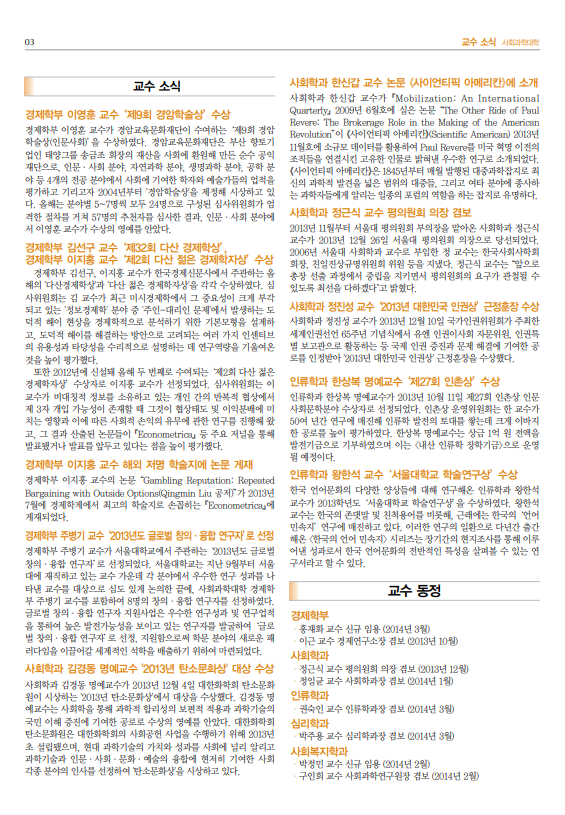 03
교수 소식 사회과학대학
교수 소식
경제학부 이영훈 교수 ‘제9회 경암학술상’ 수상
경제학부 이영훈 교수가 경암교육문화재단이 수여하는 ‘제9회 경암
학술상(인문사회)’을 수상하였다. 경암교육문화재단은 부산 향토기
업인 태양그룹 송금조 회장의 재산을 사회에 환원해 만든 순수 공익
재단으로, 인문·사회 분야, 자연과학 분야, 생명과학 분야, 공학 분
야 등 4개의 전공 분야에서 사회에 기여한 학자와 예술가들의 업적을
평가하고 기리고자 2004년부터 ‘경암학술상’을 제정해 시상하고 있
다. 올해는 분야별 5~7명씩 모두 24명으로 구성된 심사위원회가 엄
격한 절차를 거쳐 57명의 추천자를 심사한 결과, 인문·사회 분야에
서 이영훈 교수가 수상의 영예를 안았다.
경제학부 김선구 교수 ‘제32회 다산 경제학상’,
경제학부 이지홍 교수 ‘제2회 다산 젊은 경제학자상’ 수상
경제학부 김선구, 이지홍 교수가 한국경제신문사에서 주관하는 올
해의 ‘다산경제학상’과 ‘다산 젊은 경제학자상’을 각각 수상하였다. 심
사위원회는 김 교수가 최근 미시경제학에서 그 중요성이 크게 부각
되고 있는 ‘정보경제학’ 분야 중 ‘주인-대리인 문제’에서 발생하는 도
덕적 해이 현상을 경제학적으로 분석하기 위한 기본모형을 설계하
고, 도덕적 해이를 해결하는 방안으로 고려되는 여러 가지 인센티브
의 유용성과 타당성을 수리적으로 설명하는 데 연구역량을 기울여온
것을 높이 평가했다.
또한 2012년에 신설돼 올해 두 번째로 수여되는 ‘제2회 다산 젊은
경제학자상’ 수상자로 이지홍 교수가 선정되었다. 심사위원회는 이
교수가 비대칭적 정보를 소유하고 있는 개인 간의 반복적 협상에서
제 3자 개입 가능성이 존재할 때 그것이 협상태도 및 이익분배에 미
치는 영향과 이에 따른 사회적 손익의 유무에 관한 연구를 진행해 왔
고, 그 결과 산출된 논문들이 『Econometrica』 등 주요 저널을 통해
발표됐거나 발표를 앞두고 있다는 점을 높이 평가했다.
경제학부 이지홍 교수 해외 저명 학술지에 논문 게재
경제학부 이지홍 교수의 논문 “Gambling Reputation: Repeated
Bargaining with Outside Options(Qingmin Liu 공저)”가 2013년
7월에 경제학계에서 최고의 학술지로 손꼽히는 『Econometrica』에
게재되었다.
경제학부 주병기 교수 ‘2013년도 글로벌 창의·융합 연구자’로 선정
경제학부 주병기 교수가 서울대학교에서 주관하는 ‘2013년도 글로벌
창의·융합 연구자’로 선정되었다. 서울대학교는 지난 9월부터 서울
대에 재직하고 있는 교수 가운데 각 분야에서 우수한 연구 성과를 나
타낸 교수를 대상으로 심도 있게 논의한 끝에, 사회과학대학 경제학
부 주병기 교수를 포함하여 8명의 창의·융합 연구자를 선정하였다.
글로벌 창의·융합 연구자 지원사업은 우수한 연구성과 및 연구업적
을 통하여 높은 발전가능성을 보이고 있는 연구자를 발굴하여 ‘글로
벌 창의·융합 연구자’로 선정, 지원함으로써 학문 분야의 새로운 패
러다임을 이끌어갈 세계적인 석학을 배출하기 위하여 마련되었다.
사회학과 김경동 명예교수 ‘2013년 탄소문화상’ 대상 수상
사회학과 김경동 명예교수가 2013년 12월 4일 대한화학회 탄소문화
원이 시상하는 ‘2013년 탄소문화상’에서 대상을 수상했다. 김경동 명
예교수는 사회학을 통해 과학적 합리성의 보편적 적용과 과학기술의
국민 이해 증진에 기여한 공로로 수상의 영예를 안았다. 대한화학회
탄소문화원은 대한화학회의 사회공헌 사업을 수행하기 위해 2013년
초 설립됐으며, 현대 과학기술의 가치와 성과를 사회에 널리 알리고
과학기술과 인문·사회·문화·예술의 융합에 현저히 기여한 사회
각종 분야의 인사를 선정하여 ‘탄소문화상’을 시상하고 있다.
사회학과 한신갑 교수 논문 《사이언티픽 아메리칸》에 소개
사회학과 한신갑 교수가 『Mobilization: An International
Quarterly』 2009년 6월호에 실은 논문 “The Other Ride of Paul
Revere: The Brokerage Role in the Making of the American
Revolution”이 《사이언티픽 아메리칸》(Scientific American) 2013년
11월호에 소규모 데이터를 활용하여 Paul Revere를 미국 혁명 이전의
조직들을 연결시킨 고유한 인물로 밝혀낸 우수한 연구로 소개되었다.
《사이언티픽 아메리칸》은 1845년부터 매월 발행된 대중과학잡지로 최
신의 과학적 발견을 넓은 범위의 대중들, 그리고 여타 분야에 종사하
는 과학자들에게 알리는 일종의 포럼의 역할을 하는 잡지로 유명하다.
사회학과 정근식 교수 평의원회 의장 겸보
2013년 11월부터 서울대 평의원회 부의장을 맡아온 사회학과 정근식
교수가 2013년 12월 26일 서울대 평의원회 의장으로 당선되었다.
2006년 서울대 사회학과 교수로 부임한 정 교수는 한국사회사학회
회장, 친일진상규명위원회 위원 등을 지냈다. 정근식 교수는 “앞으로
총장 선출 과정에서 중립을 지키면서 평의원회의 요구가 관철될 수
있도록 최선을 다하겠다”고 밝혔다.
사회학과 정진성 교수 ‘2013년 대한민국 인권상’ 근정훈장 수상
사회학과 정진성 교수가 2013년 12월 10일 국가인권위원회가 주최한
세계인권선언 65주년 기념식에서 유엔 인권이사회 자문위원, 인권특
별 보고관으로 활동하는 등 국제 인권 증진과 문제 해결에 기여한 공
로를 인정받아 ‘2013년 대한민국 인권상’ 근정훈장을 수상했다.
인류학과 한상복 명예교수 ‘제27회 인촌상’ 수상
인류학과 한상복 명예교수가 2013년 10월 11일 제27회 인촌상 인문
사회문학분야 수상자로 선정되었다. 인촌상 운영위원회는 한 교수가
50여 년간 연구에 매진해 인류학 발전의 토대를 쌓는데 크게 이바지
한 공로를 높이 평가하였다. 한상복 명예교수는 상금 1억 원 전액을
발전기금으로 기부하였으며 이는 〈내산 인류학 장학기금〉으로 운영
될 예정이다.
인류학과 왕한석 교수 ‘서울대학교 학술연구상’ 수상
한국 언어문화의 다양한 양상들에 대해 연구해온 인류학과 왕한석
교수가 2013학년도 ‘서울대학교 학술연구상’을 수상하였다. 왕한석
교수는 한국의 존댓말 및 친척용어를 비롯해, 근래에는 한국의 ‘언어
민속지’ 연구에 매진하고 있다. 이러한 연구의 일환으로 다년간 출간
해온 〈한국의 언어 민속지〉 시리즈는 장기간의 현지조사를 통해 이루
어낸 성과로서 한국 언어문화의 전반적인 특성을 살펴볼 수 있는 연
구서라고 할 수 있다.
교수 동정
경제학부
· 홍재화 교수 신규 임용 (2014년 3월)
· 이근 교수 경제연구소장 겸보 (2013년 10월)
사회학과
· 정근식 교수 평의원회 의장 겸보 (2013년 12월)
· 정일균 교수 사회학과장 겸보 (2014년 1월)
인류학과
· 권숙인 교수 인류학과장 겸보 (2014년 3월)
심리학과
· 박주용 교수 심리학과장 겸보 (2014년 3월)
사회복지학과
· 박정민 교수 신규 임용 (2014년 2월)
· 구인회 교수 사회과학연구원장 겸보 (2014년 2월)